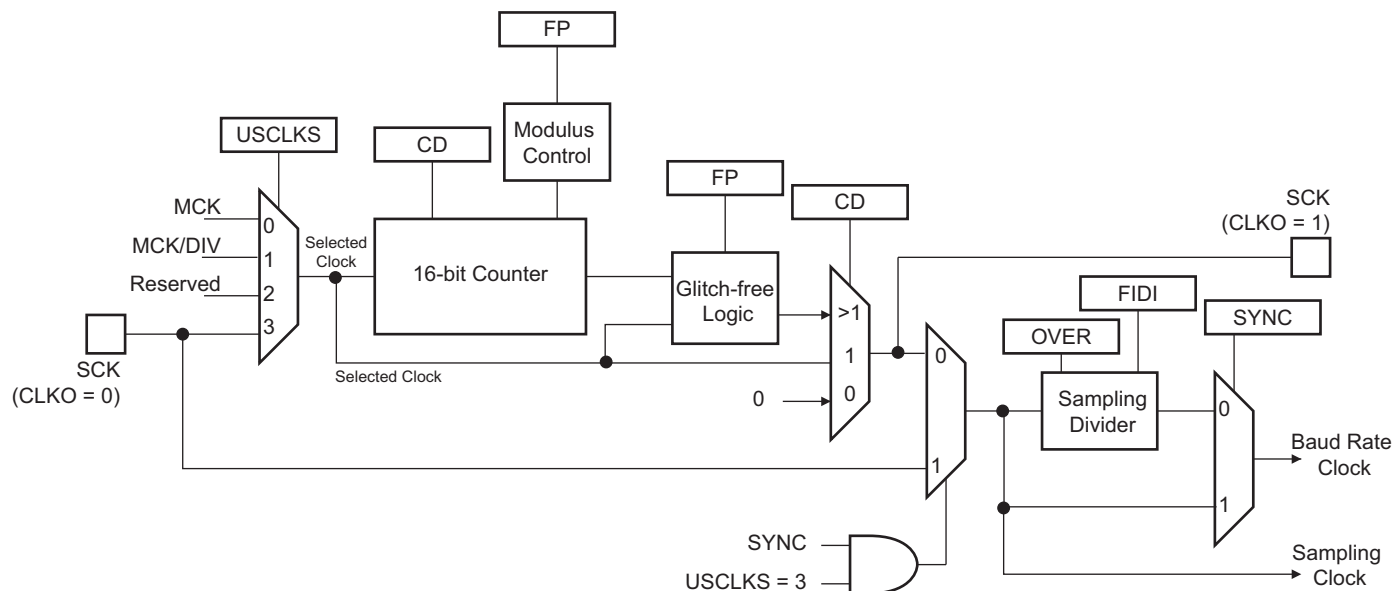 FP
USCLKS
CD
Modulus
Control
FP
CD
SCK
(CLKO = 1)
MCK
0
MCK/DIV
1
Reserved
2
3
Selected
Clock
16-bit Counter
Glitch-free
Logic
>1
1
0
0
FIDI
OVER
SYNC
SCK
(CLKO = 0)
Selected Clock
0
1
Sampling
Divider
0
1
Baud Rate
Clock
SYNC
USCLKS = 3
Sampling
Clock